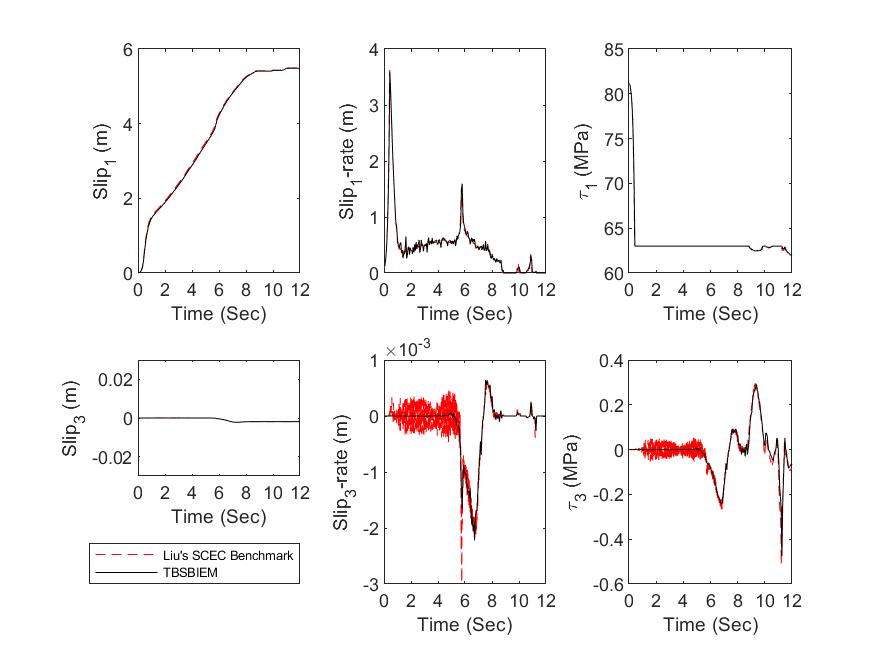 6
4
2
0
0 2 4 6 8 10 12
Slip1 (m)
Time (Sec)
4
3
2
1
0
0 2 4 6 8 10 12
Slip1-rate (m)
Time (Sec)
85
80
75
70
65
60
0 2 4 6 8 10 12
τ1 (MPa)
Time (Sec)
0.02
0
-0.02
0 2 4 6 8 10 12
Slip3 (m)
Time (Sec)
Liu's SCEC Benchmark
TBSBIEM
×10-3
1
0
-1
-2
-3
0 2 4 6 8 10 12
Slip3-rate (m)
Time (Sec)
0.4
0.2
0
-0.2
-0.4
-0.6
0 2 4 6 8 10 12
τ3 (MPa)
Time (Sec)